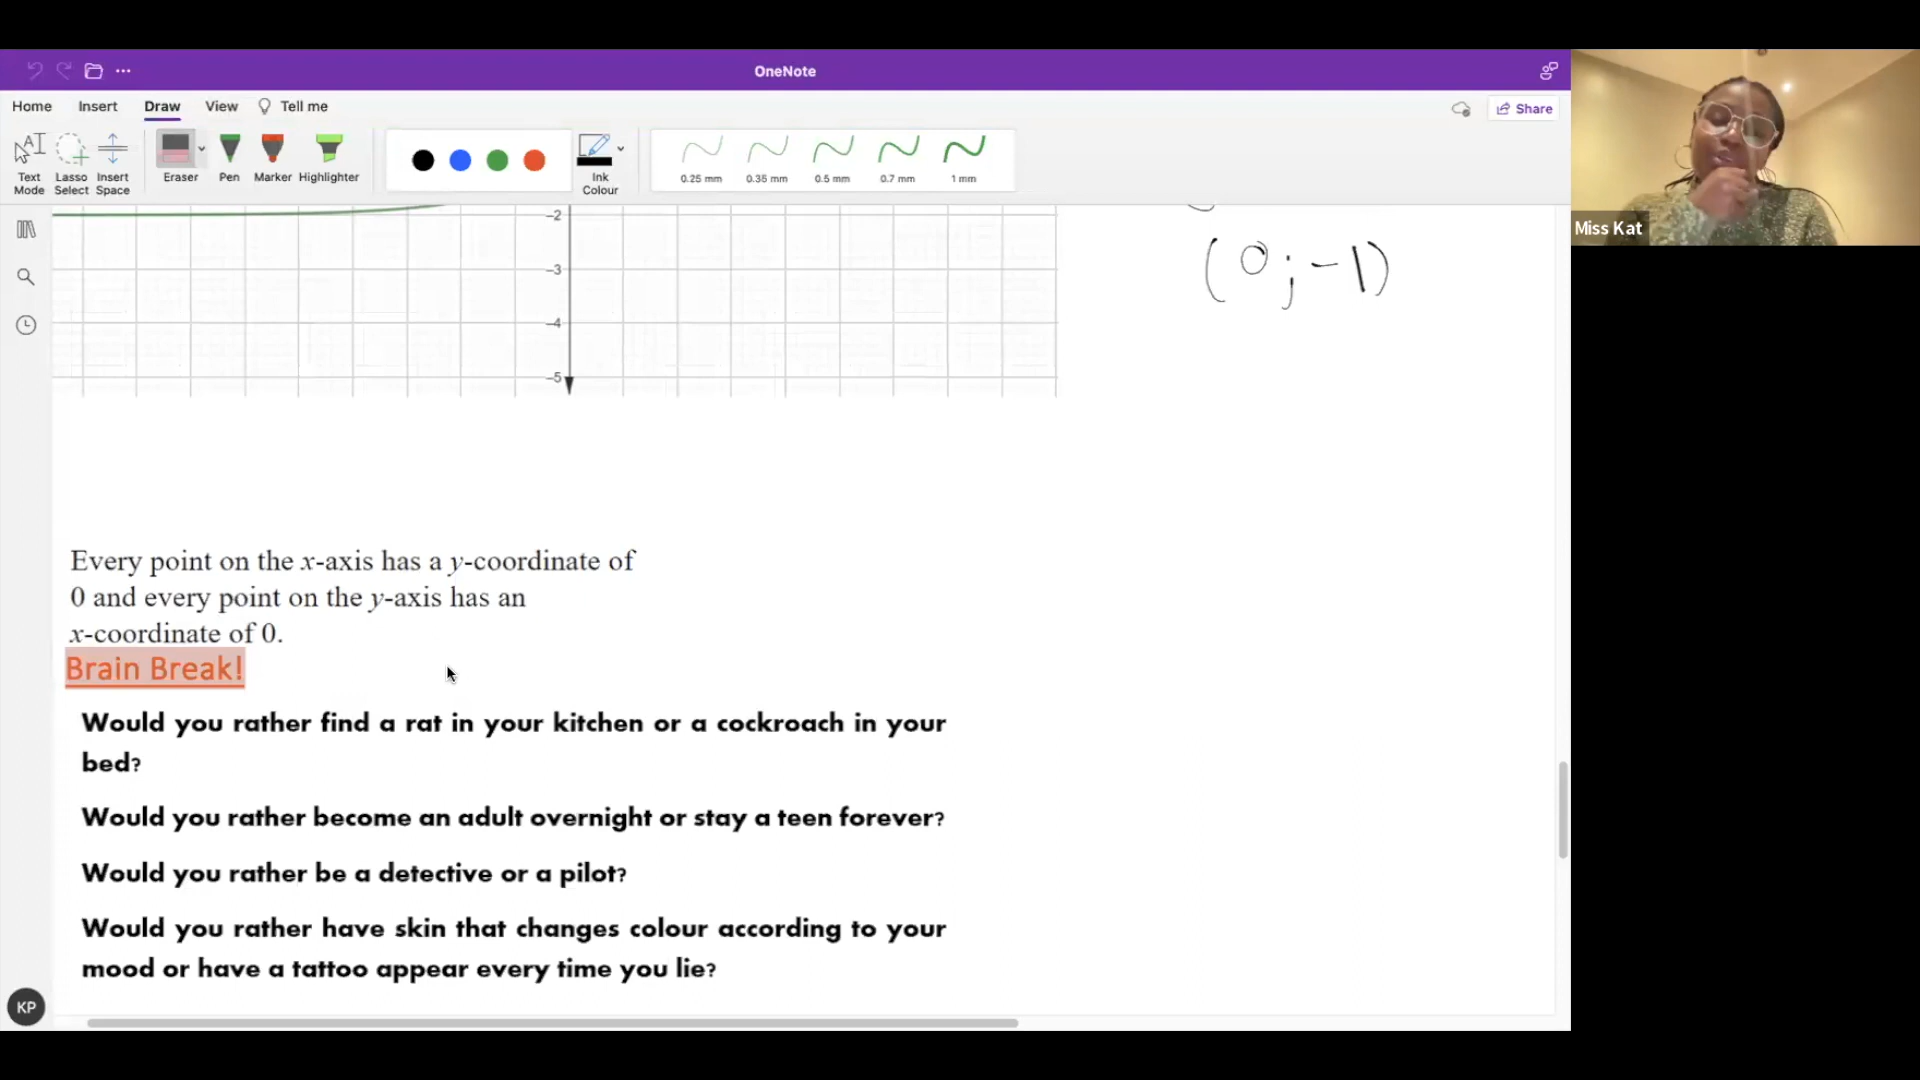 OneNote
Home Insert Draw View Tell me
Share
Text Mode
Lasso Select
Insert Space
Eraser
Pen
Marker
Highlighter
Ink Colour
0.25 mm
0.35 mm
0.5 mm
0.7 mm
1 mm
Miss Kat
-2
-3
-4
-5
(0;-1)
Every point on the x-axis has a y-coordinate of
0 and every point on the y-axis has an
x-coordinate of 0.
Brain Break!
Would you rather find a rat in your kitchen or a cockroach in your
bed?
Would you rather become an adult overnight or stay a teen forever?
Would you rather be a detective or a pilot?
Would you rather have skin that changes colour according to your
mood or have a tattoo appear every time you lie?
KP